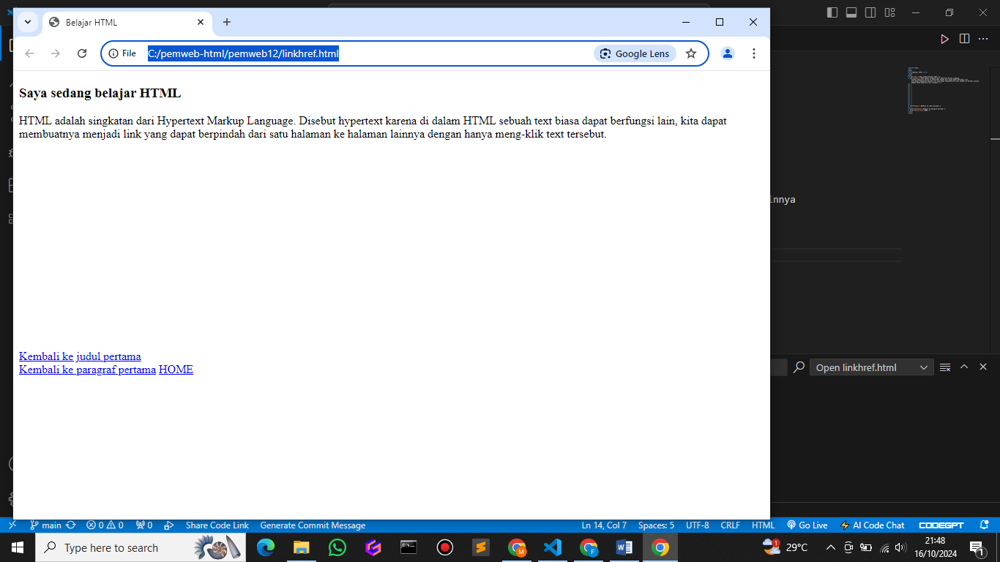 Belajar HTML
File C:/pemweb-html/pemweb12/linkhref.html Google Lens
Saya sedang belajar HTML
HTML adalah singkatan dari Hypertext Markup Language. Disebut hypertext karena di dalam HTML sebuah text biasa dapat berfungsi lain, kita dapat
membuatnya menjadi link yang dapat berpindah dari satu halaman ke halaman lainnya dengan hanya meng-klik text tersebut.
innya
Kembali ke judul pertama
Kembali ke paragraf pertama HOME
Open linkhref.html
main 0 0 0 Share Code Link Generate Commit Message Ln 14, Col 7 Spaces: 5 UTF-8 CRLF HTML Go Live AI Code Chat CODEGPT
Type here to search 1 29°C 21:48
16/10/2024 1